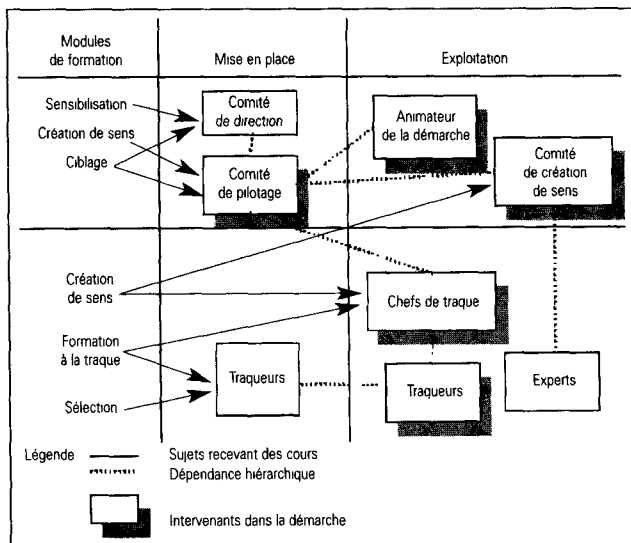 Modules
de formation
Mise en place
Exploitation
Sensibilisation
Création de sens
Ciblage
Comité
de direction
Comité
de pilotage
Animateur
de la démarche
Comité
de création
de sens
Création
de sens
Formation
à la traque
Sélection
Traqueurs
Chefs de traque
Traqueurs
Experts
Légende
Sujets recevant des cours
Dépendance hiérarchique
Intervenants dans la démarche